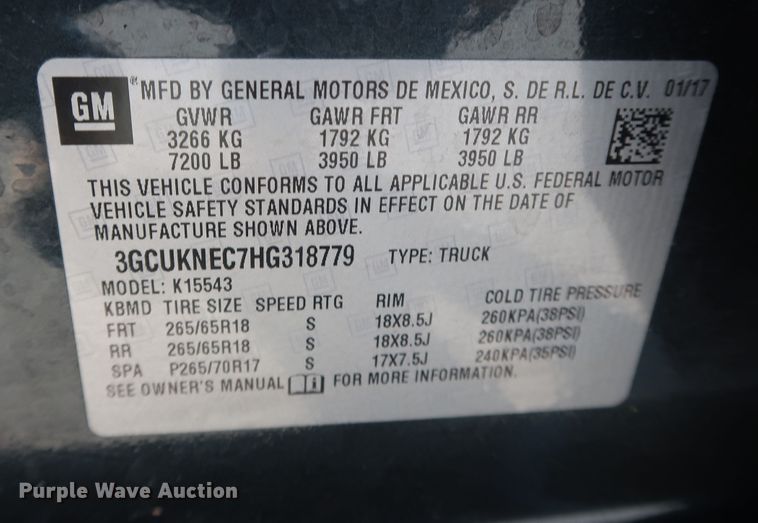 GM
® MFD BY GENERAL MOTORS DE MEXICO, S. DE R.L. DE C.V. 01/17
GVWR GAWR FRT GAWR RR
3266 KG 1792 KG 1792 KG
7200 LB 3950 LB 3950 LB
THIS VEHICLE CONFORMS TO ALL APPLICABLE U.S. FEDERAL MOTOR
VEHICLE SAFETY STANDARDS IN EFFECT ON THE DATE OF
MANUFACTURE SHOWN ABOVE.
3GCUKNEC7HG318779 TYPE: TRUCK
MODEL: K15543
KBMD TIRE SIZE SPEED RTG RIM COLD TIRE PRESSURE
FRT 265/65R18 S 18X8.5J 260KPA(38PSI)
RR 265/65R18 S 18X8.5J 260KPA(38PSI)
SPA P265/70R17 S 17X7.5J 240KPA(35PSI)
SEE OWNER'S MANUAL i FOR MORE INFORMATION.
Purple Wave Auction